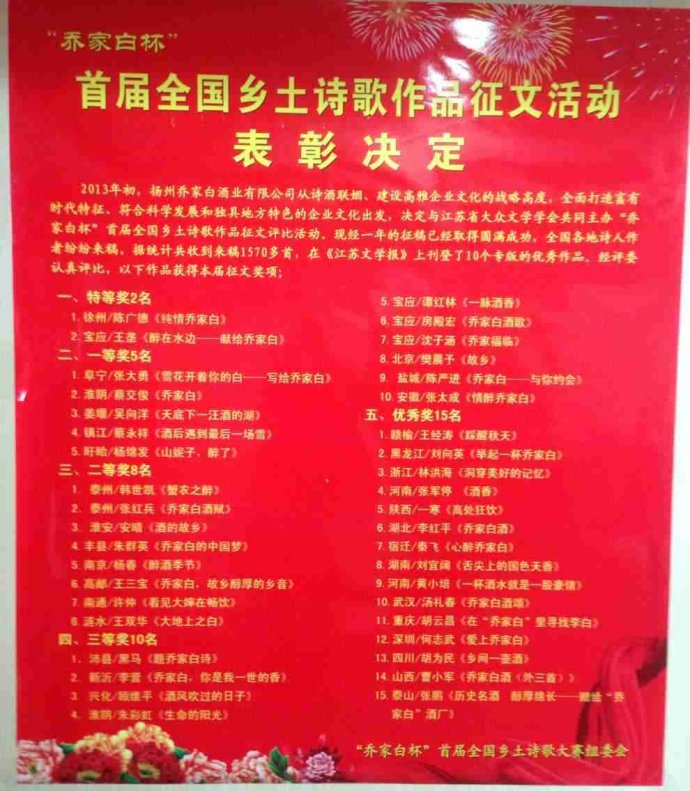 “乔家白杯”
首届全国乡土诗歌作品征文活动
表彰决定
2013年初，扬州乔家白酒业有限公司从诗酒联姻、建设高雅企业文化的战略高度，全面打造富有
时代特征、符合科学发展和独具地方特色的企业文化出发，决定与江苏省大众文学学会共同主办“乔
家白杯”首届全国乡土诗歌作品征文评比活动。现经一年的征稿已经取得圆满成功。全国各地诗人作
者纷纷来稿，据统计共收到来稿1570多首，在《江苏文学报》上刊登了10个专版的优秀作品。经评委
认真评比，以下作品获得本届征文奖项；
一、特等奖2名
1. 徐州/陈广德《纯情乔家白》
2. 宝应/王垄《醉在水边——献给乔家白》
二、一等奖5名
1. 阜宁/张大勇《雪花开着你的白——写给乔家白》
2. 淮阴/蔡交俊《乔家白》
3. 姜堰/吴向洋《天底下一汪酒的湖》
4. 镇江/蔡永祥《酒后遇到最后一场雪》
5. 盱眙/杨绵发《山妮子、醉了》
三、二等奖8名
1. 泰州/韩世凯《蟹农之醉》
2. 泰州/张红兵《乔家白酒赋》
3. 淮安/安晴《酒的故乡》
4. 丰县/朱群英《乔家白的中国梦》
5. 南京/杨春《醉酒季节》
6. 高邮/王三宝《乔家白，故乡醇厚的乡音》
7. 南通/许仲《看见大婶在畅饮》
8. 涟水/王双华《大地上之白》
四、三等奖10名
1. 沛县/黑马《题乔家白诗》
2. 新沂/李营《乔家白，你是我一世的香》
3. 兴化/顾维平《酒风吹过的日子》
4. 淮阴/朱彩虹《生命的阳光》
5. 宝应/谭红林《一脉酒香》
6. 宝应/房殿宏《乔家白酒歌》
7. 宝应/沈子涵《乔家福临》
8. 北京/樊晨予《故乡》
9. 盐城/陈严进《乔家白——与你约会》
10. 安徽/张太成《情醉乔家白》
五、优秀奖15名
1. 赣榆/王经涛《踩醒秋天》
2. 黑龙江/刘向英《举起一杯乔家白》
3. 浙江/林洪海《洞穿美好的记忆》
4. 河南/张军停《酒香》
5. 陕西/一寒《高处狂饮》
6. 湖北/李红平《乔家白酒》
7. 宿迁/秦飞《心醉乔家白》
8. 湖南/刘宜阔《舌尖上的国色天香》
9. 河南/黄小培《一杯酒水就是一股豪情》
10. 武汉/汤礼春《乔家白酒颂》
11. 重庆/胡云昌《在“乔家白”里寻找李白》
12. 深圳/何志武《爱上乔家白》
13. 四川/胡为民《乡间一壶酒》
14. 山西/曹小军《乔家白酒（外三首）》
15. 泰山/张鹏《历史名酒 醇厚绵长——赠给“乔
家白”酒厂》
“乔家白杯”首届全国乡土诗歌大赛组委会